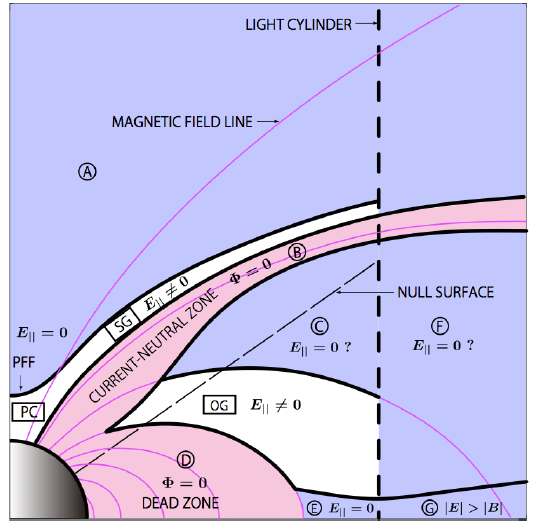 LIGHT CYLINDER
MAGNETIC FIELD LINE
A
B
Φ = 0
E|| ≠ 0
SG
CURRENT-NEUTRAL ZONE
NULL SURFACE
C
E|| = 0 ?
F
E|| = 0 ?
E|| = 0
PFF
PC
OG
E|| ≠ 0
D
Φ = 0
DEAD ZONE
E E|| = 0
G |E| > |B|